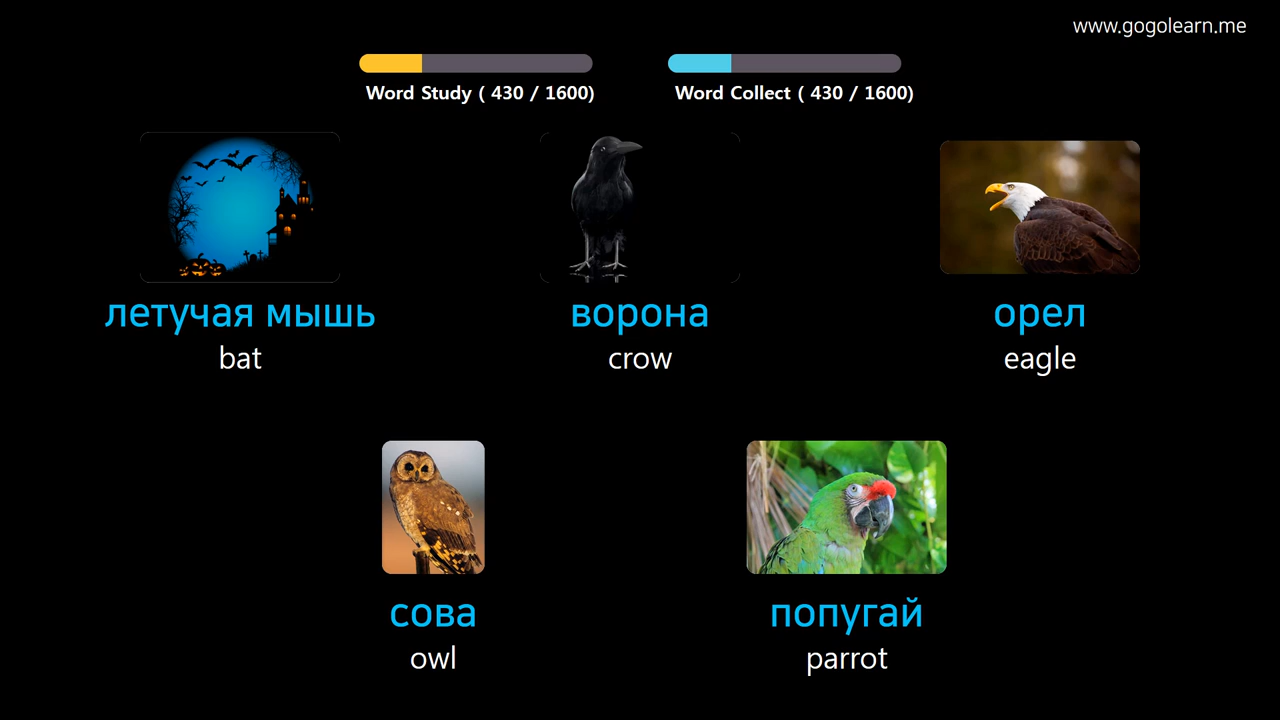 www.gogolearn.me
Word Study ( 430 / 1600)
Word Collect ( 430 / 1600)
летучая мышь
bat
ворона
crow
орел
eagle
сова
owl
попугай
parrot